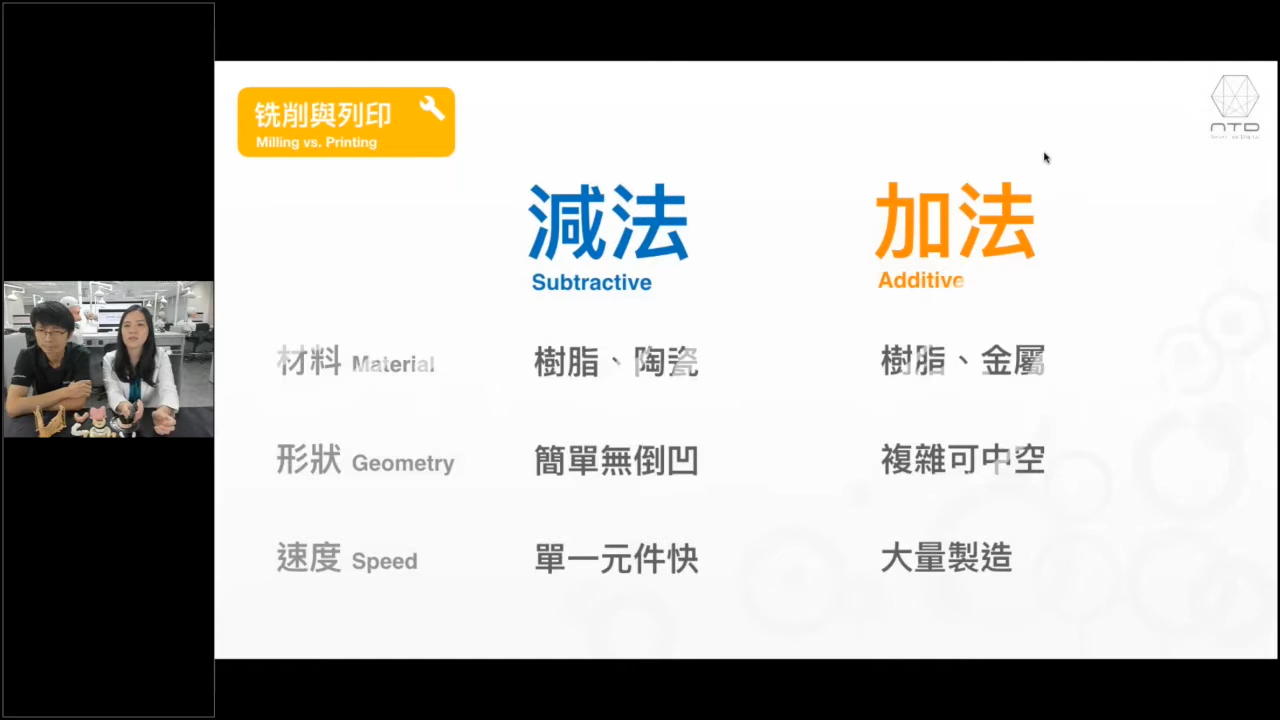 铣削與列印
Milling vs. Printing
NTD
減法
加法
Subtractive
Additive
材料 Material
樹脂、陶瓷
樹脂、金屬
形狀 Geometry
簡單無倒凹
複雜可中空
速度 Speed
單一元件快
大量製造